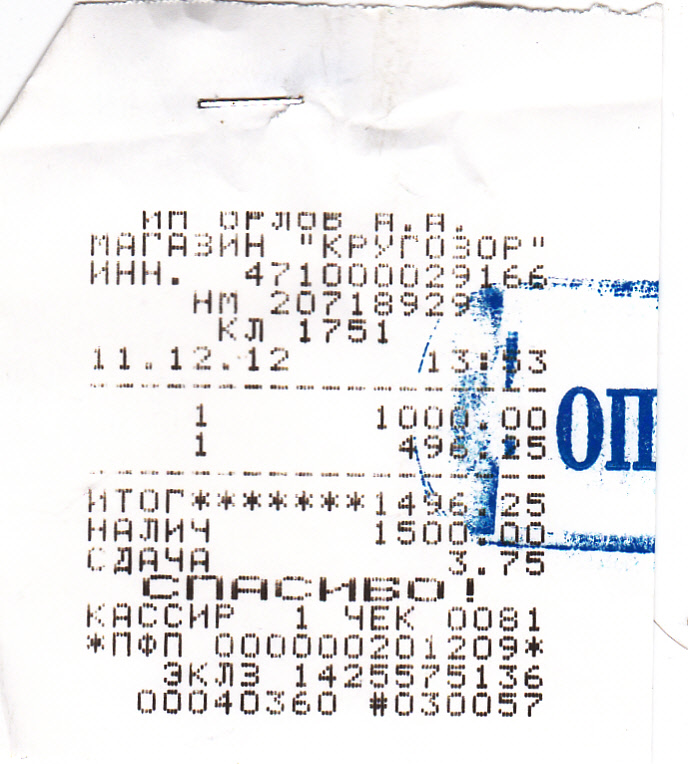 ИП ОРЛОВ А.А.
МАГАЗИН "КРУГОЗОР"
ИНН. 471000029166
НМ 20718929
КЛ 1751
11.12.12 13:53
1 1000.00
1 496.25
ИТОГ*******1496.25
НАЛИЧ 1500.00
СДАЧА 3.75
СПАСИБО!
КАССИР 1 ЧЕК 0081
*ПФП 000000201209*
ЭКЛЗ 1425575136
00040360 #030057
ОП